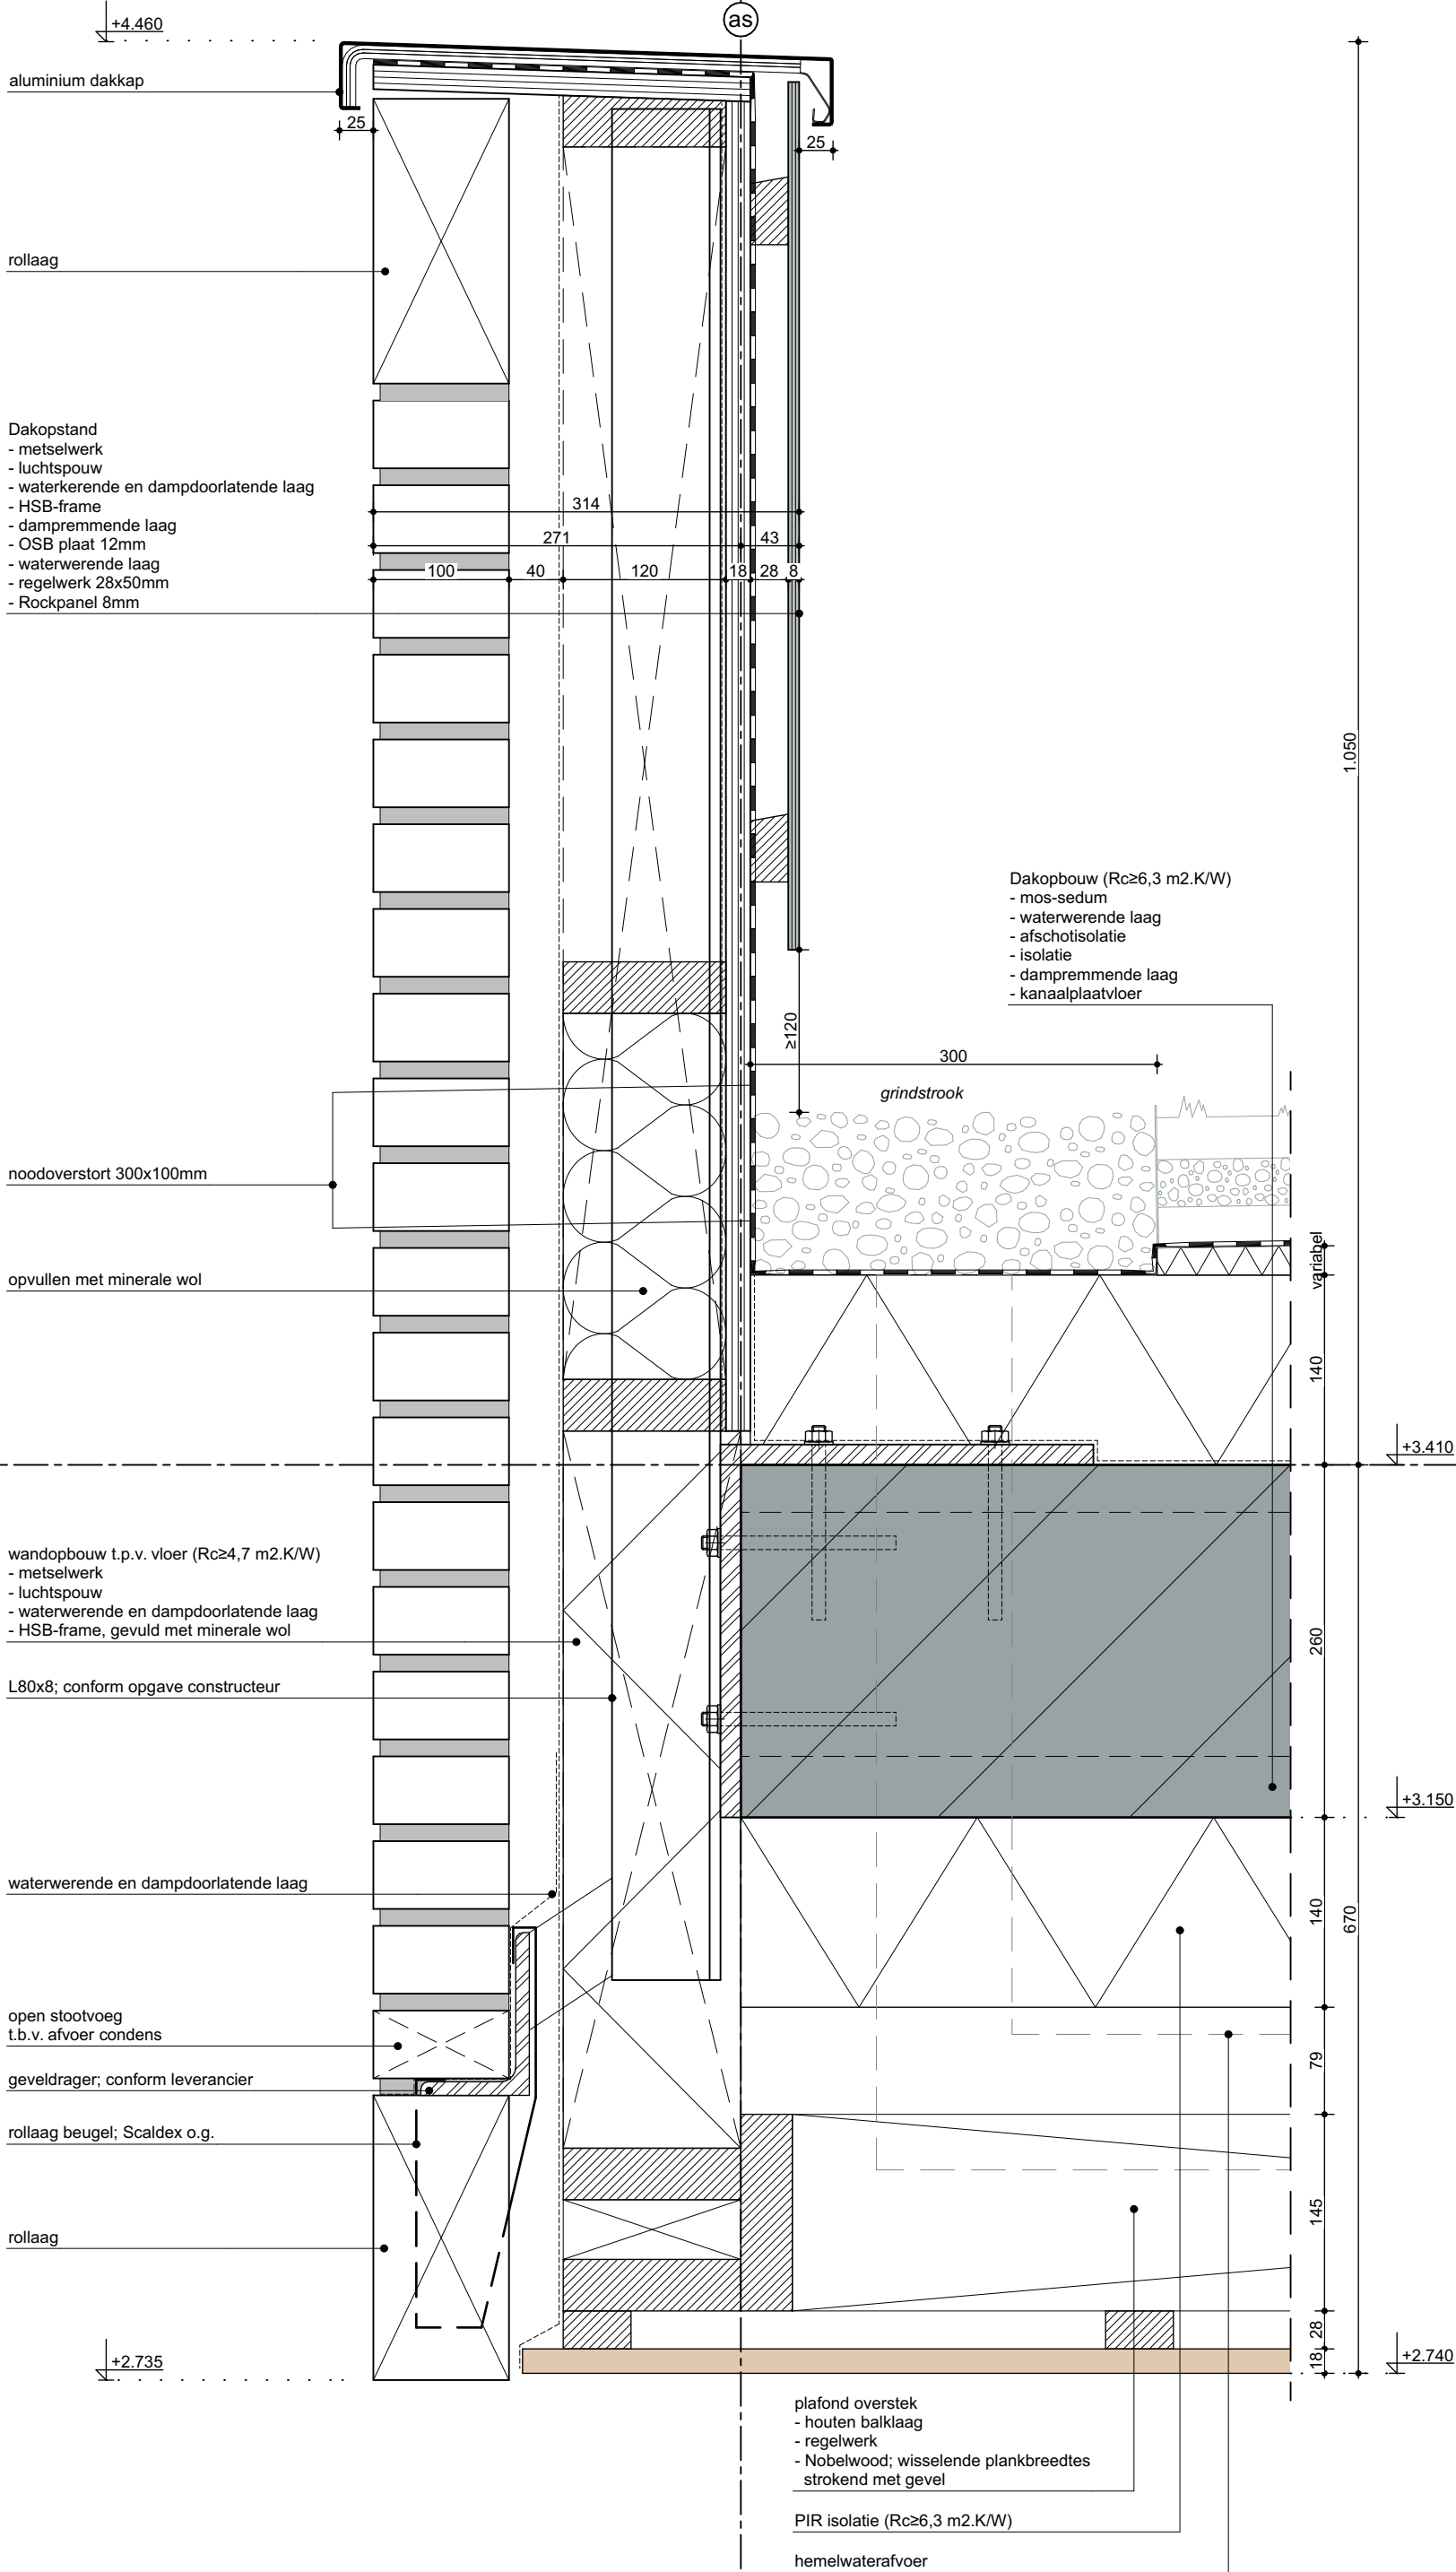 as
+4.460
aluminium dakkap
25
25
rollaag
Dakopstand
- metselwerk
- luchtspouw
- waterkerende en dampdoorlatende laag
- HSB-frame
- dampremmende laag
- OSB plaat 12mm
- waterwerende laag
- regelwerk 28x50mm
- Rockpanel 8mm
314
271
43
100
40
120
18
28
8
1.050
Dakopbouw (Rc≥6,3 m2.K/W)
- mos-sedum
- waterwerende laag
- afschotisolatie
- isolatie
- dampremmende laag
- kanaalplaatvloer
≥120
300
grindstrook
noodoverstort 300x100mm
variabel
opvullen met minerale wol
140
+3.410
wandopbouw t.p.v. vloer (Rc≥4,7 m2.K/W)
- metselwerk
- luchtspouw
- waterwerende en dampdoorlatende laag
- HSB-frame, gevuld met minerale wol
260
L80x8; conform opgave constructeur
+3.150
waterwerende en dampdoorlatende laag
140
670
open stootvoeg
t.b.v. afvoer condens
79
geveldrager; conform leverancier
rollaag beugel; Scaldex o.g.
145
rollaag
28
18
+2.735
+2.740
plafond overstek
- houten balklaag
- regelwerk
- Nobelwood; wisselende plankbreedtes
strokend met gevel
PIR isolatie (Rc≥6,3 m2.K/W)
hemelwaterafvoer